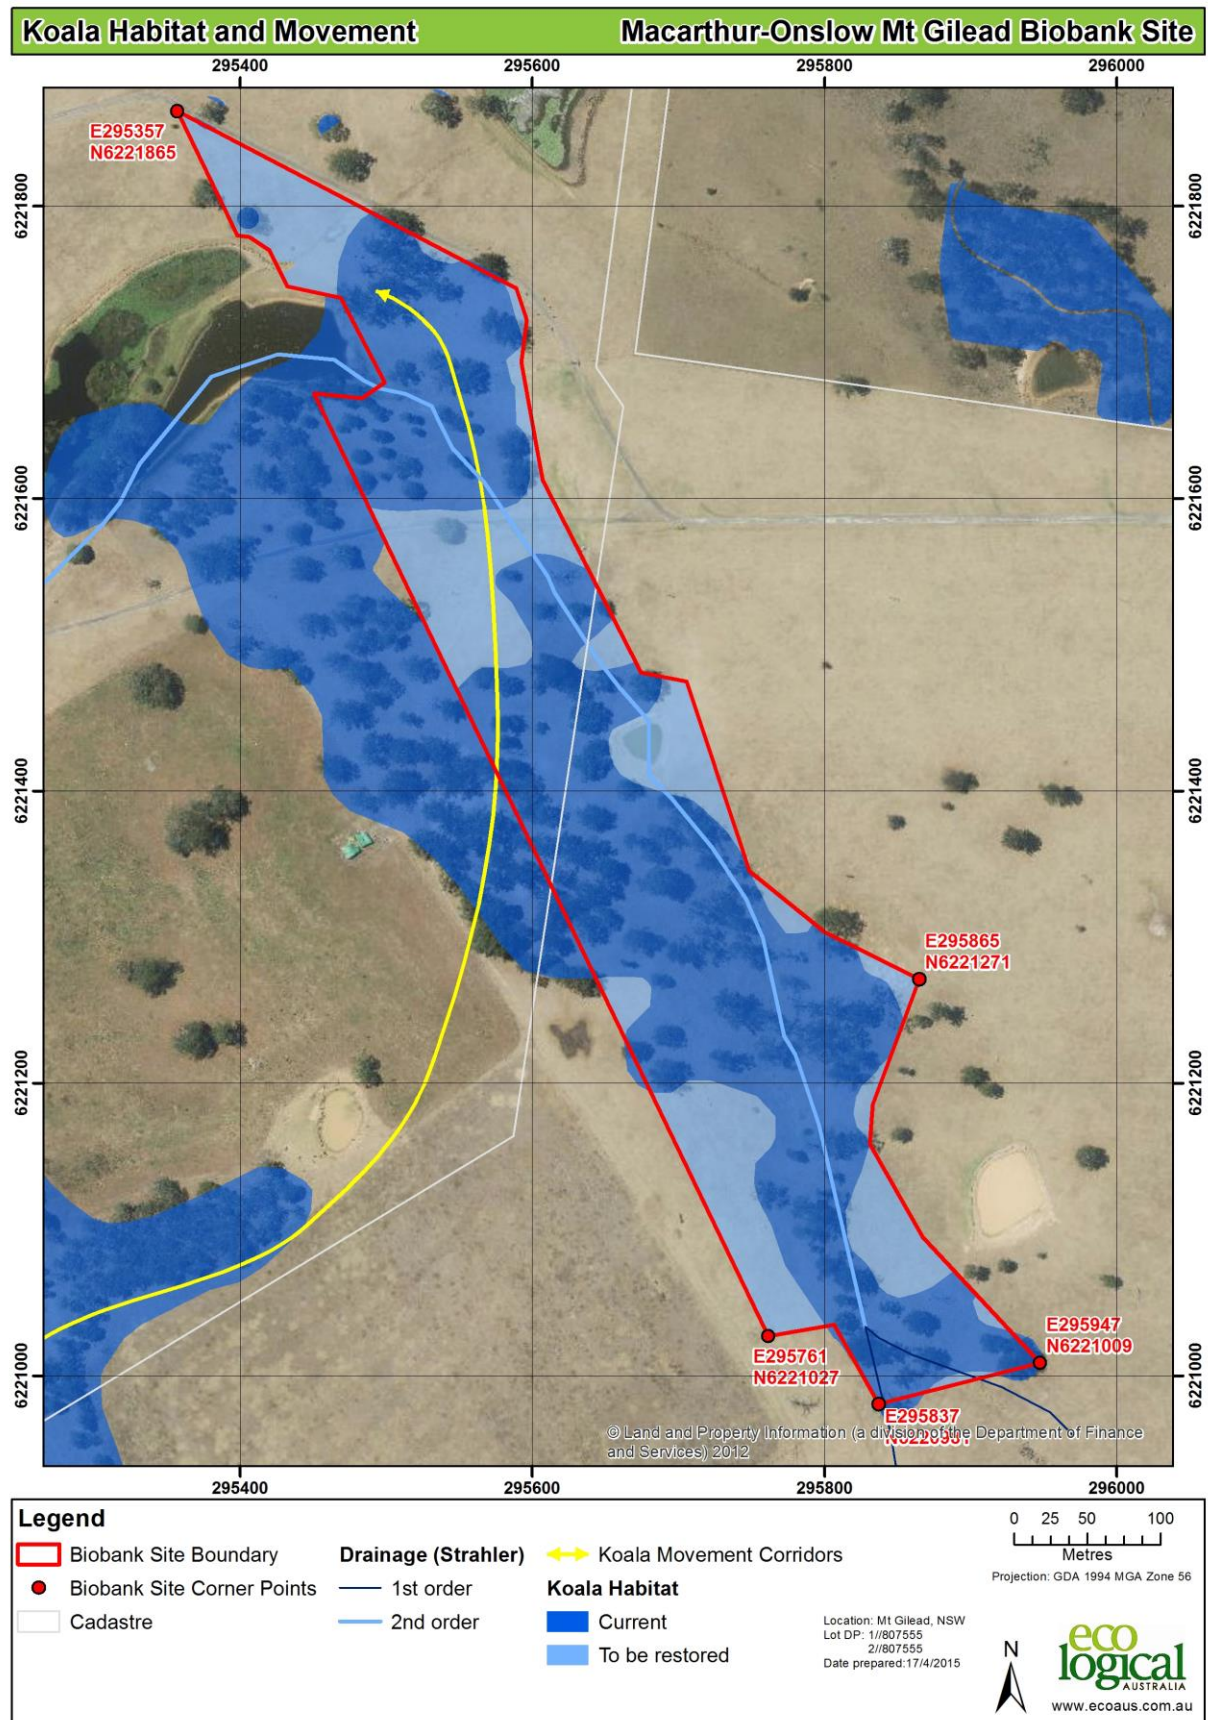 Koala Habitat and Movement
Macarthur-Onslow Mt Gilead Biobank Site
295400 295600 295800 296000
E295357
N6221865
6221800 6221800
6221600 6221600
6221400 6221400
E295865
N6221271
6221200 6221200
E295947
N6221009
E295761
N6221027
6221000 6221000
E295837
© Land and Property Information (a division of the Department of Finance
and Services) 2012
295400 295600 295800 296000
Legend
Biobank Site Boundary
Biobank Site Corner Points
Cadastre
Drainage (Strahler)
1st order
2nd order
Koala Movement Corridors
Koala Habitat
Current
To be restored
0 25 50 100
Metres
Projection: GDA 1994 MGA Zone 56
Location: Mt Gilead, NSW
Lot DP: 1//807555
2//807555
Date prepared:17/4/2015
N
eco
logical
AUSTRALIA
www.ecoaus.com.au